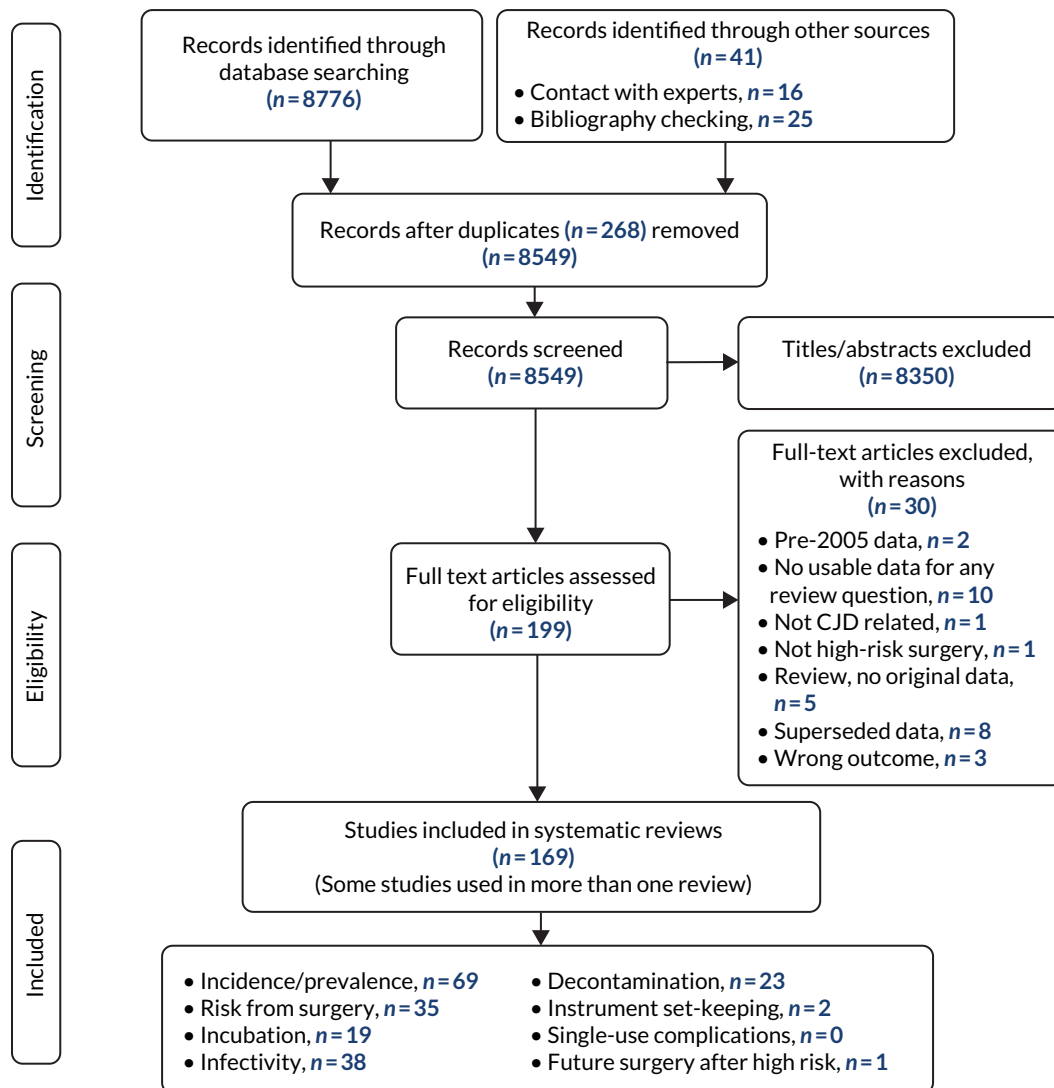 Identification
Records identified through
database searching
(n=8776)
Records identified through other sources
(n=41)
• Contact with experts, n=16
• Bibliography checking, n=25
Records after duplicates (n=268) removed
(n=8549)
Screening
Records screened
(n=8549)
Titles/abstracts excluded
(n=8350)
Eligibility
Full text articles assessed
for eligibility
(n=199)
Full-text articles excluded,
with reasons
(n=30)
• Pre-2005 data, n=2
• No usable data for any
review question, n=10
• Not CJD related, n=1
• Not high-risk surgery, n=1
• Review, no original data,
n=5
• Superseded data, n=8
• Wrong outcome, n=3
Included
Studies included in systematic reviews
(n=169)
(Some studies used in more than one review)
• Incidence/prevalence, n=69
• Risk from surgery, n=35
• Incubation, n=19
• Infectivity, n=38
• Decontamination, n=23
• Instrument set-keeping, n=2
• Single-use complications, n=0
• Future surgery after high risk, n=1